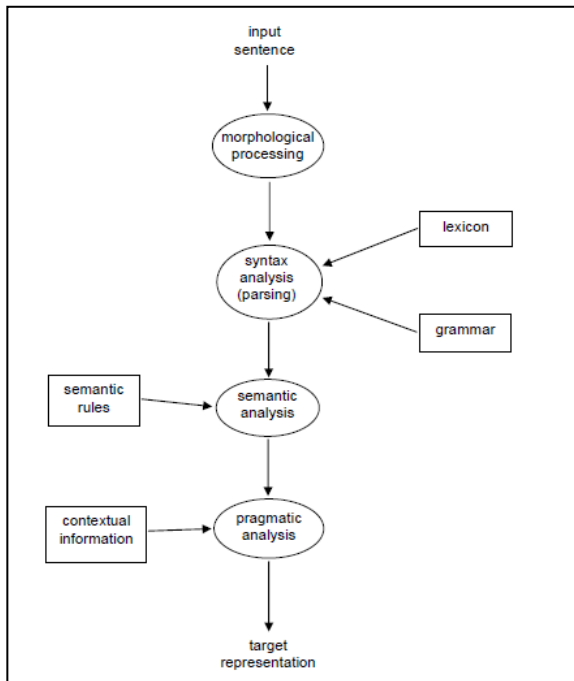 input
sentence
morphological
processing
lexicon
syntax
analysis
(parsing)
grammar
semantic
rules
semantic
analysis
contextual
information
pragmatic
analysis
target
representation